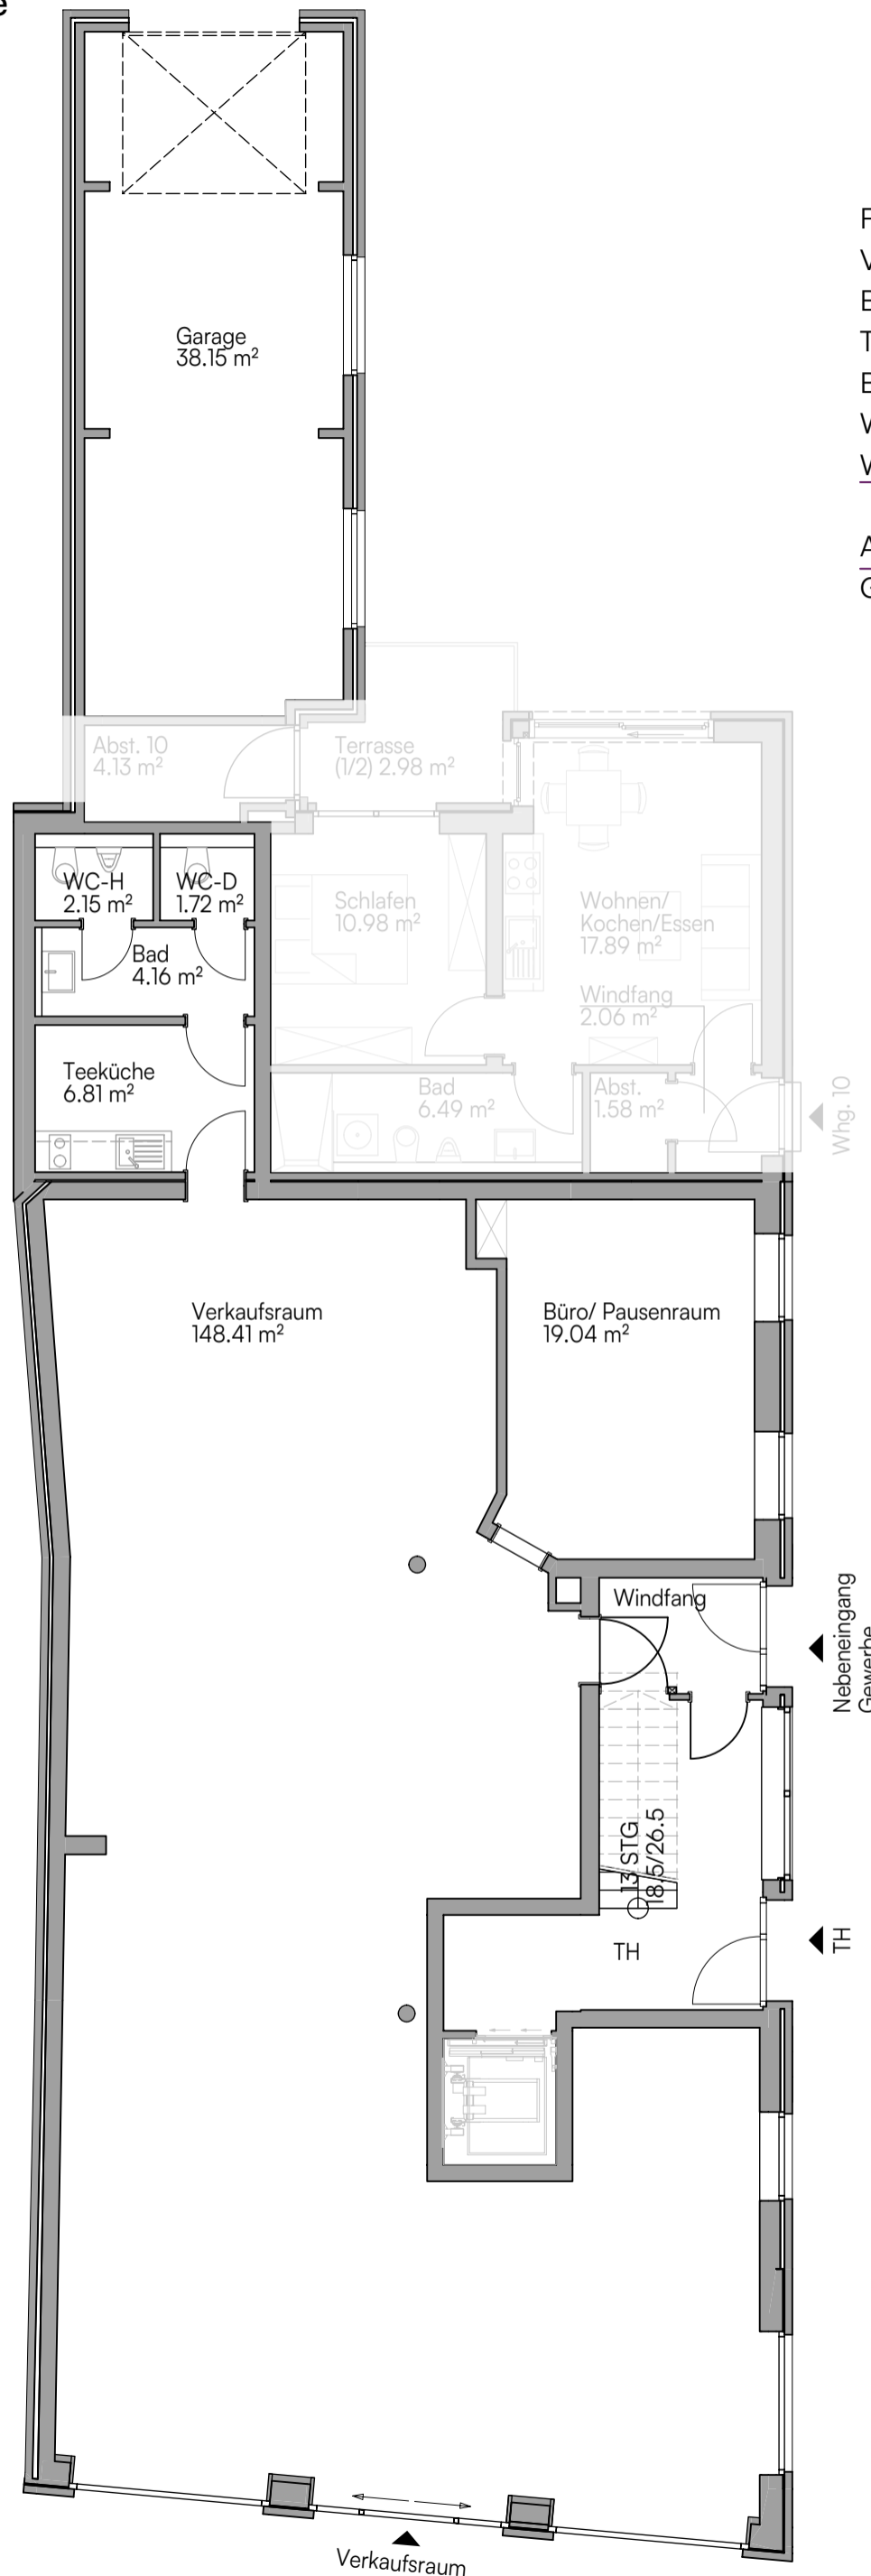 Garage
38.15 m²
Abst. 10
4.13 m²
Terrasse
(1/2) 2.98 m²
WC-H
2.15 m²
WC-D
1.72 m²
Bad
4.16 m²
Schlafen
10.98 m²
Wohnen/
Kochen/Essen
17.89 m²
Windfang
2.06 m²
Teeküche
6.81 m²
Bad
6.49 m²
Abst.
1.58 m²
Whg. 10
Verkaufsraum
148.41 m²
Büro/ Pausenraum
19.04 m²
Windfang
Nebeneingang
Gewerbe
13 STG
18.5/26.5
TH
TH
Verkaufsraum